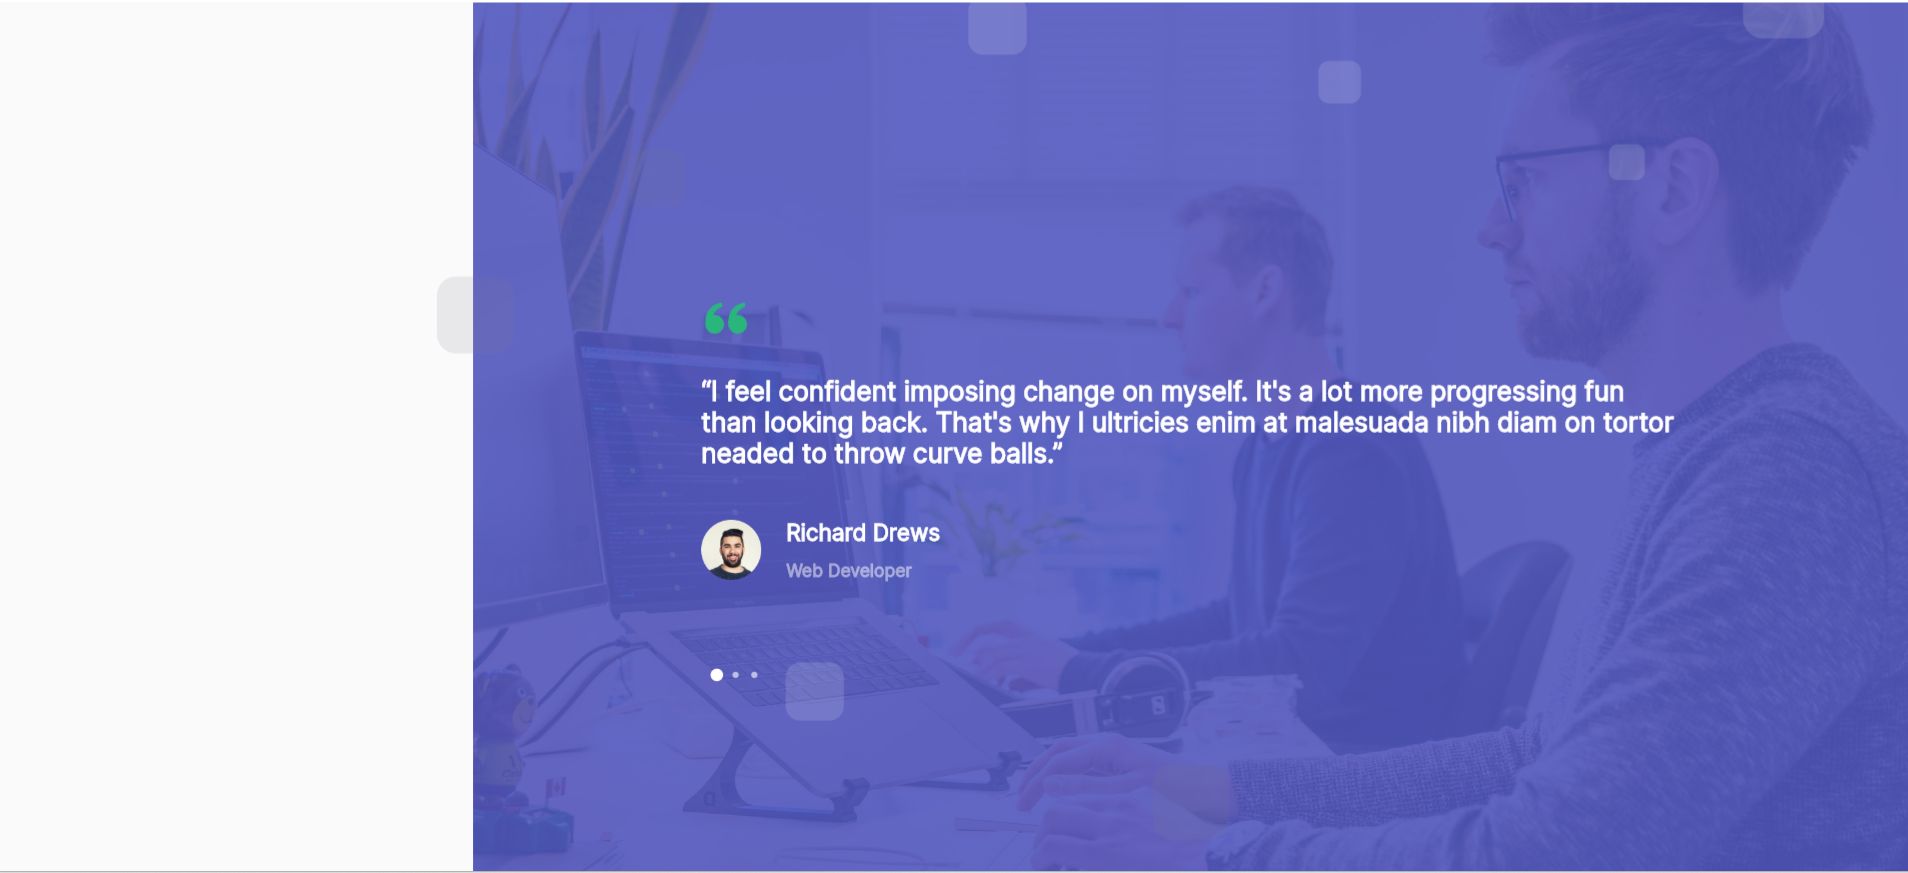 “I feel confident imposing change on myself. It's a lot more progressing fun
than looking back. That's why I ultricies enim at malesuada nibh diam on tortor
neaded to throw curve balls.”
Richard Drews
Web Developer